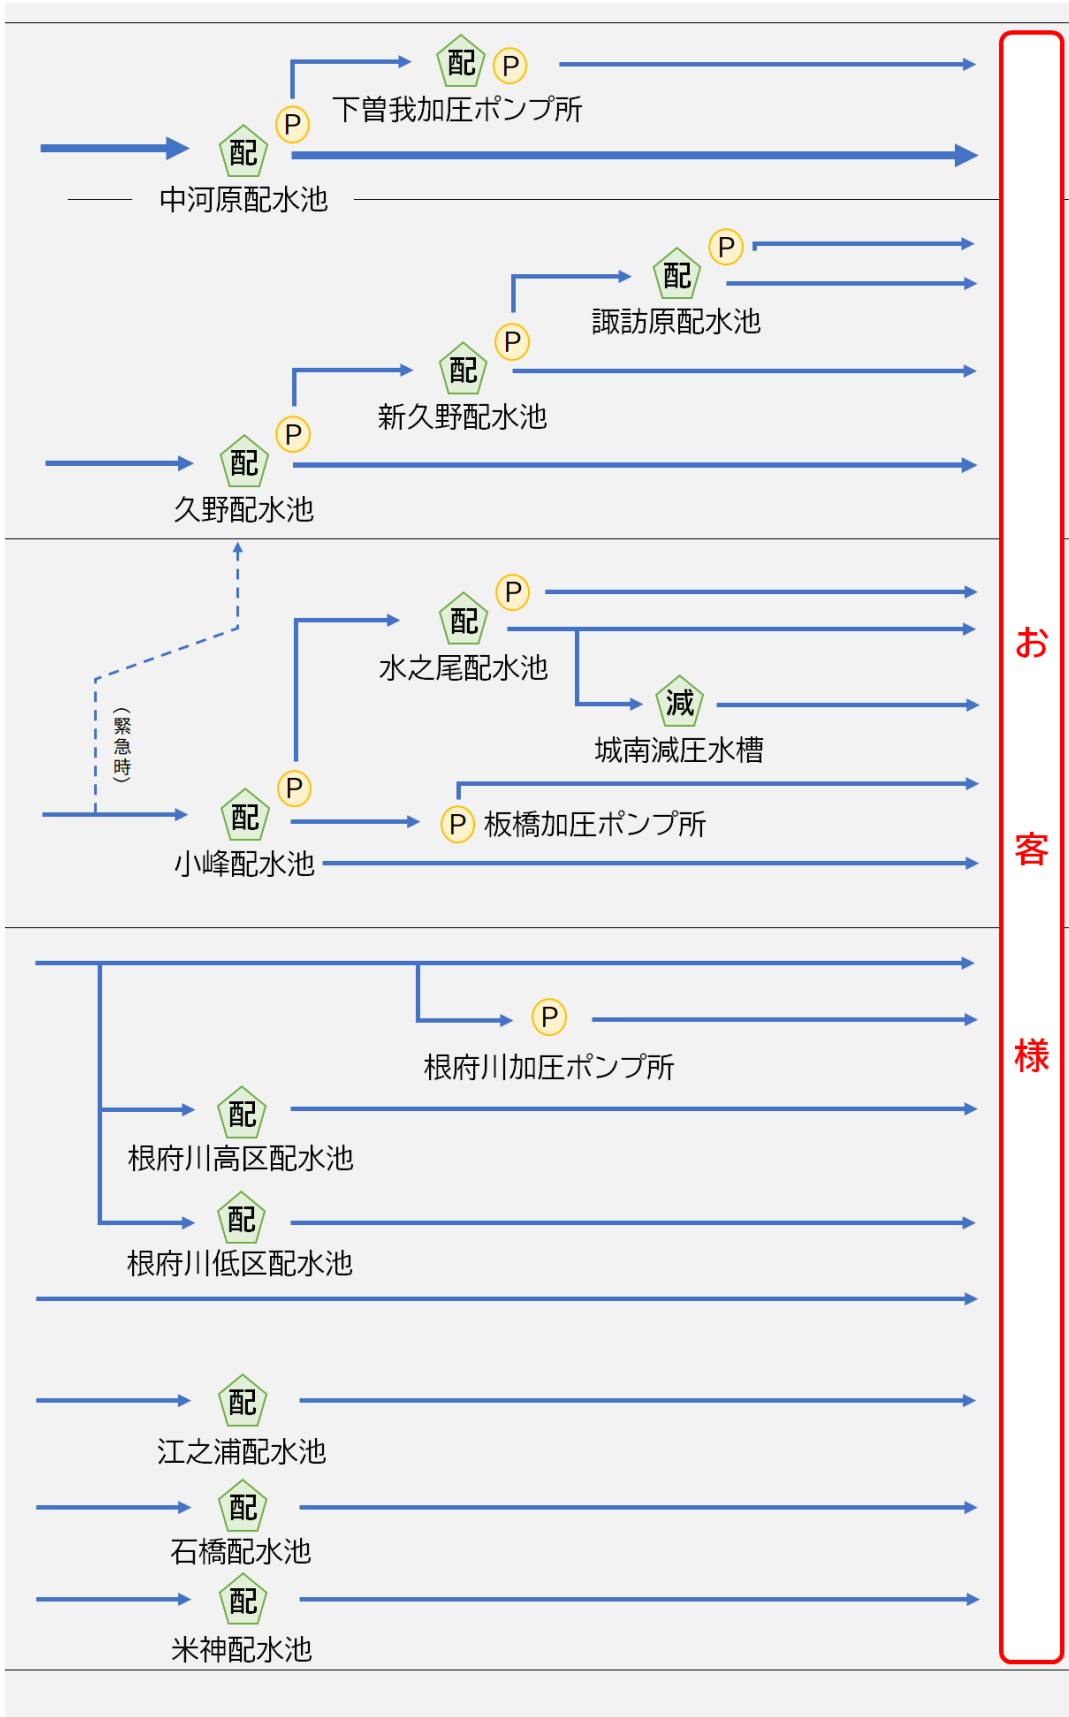 配 P
下曽我加圧ポンプ所
P
配
中河原配水池
P
配
諏訪原配水池
P
配
新久野配水池
P
配
久野配水池
P
配
水之尾配水池
減
城南減圧水槽
(緊急時)
P
配
P 板橋加圧ポンプ所
小峰配水池
P
根府川加圧ポンプ所
配
根府川高区配水池
配
根府川低区配水池
配
江之浦配水池
配
石橋配水池
配
米神配水池
お客様